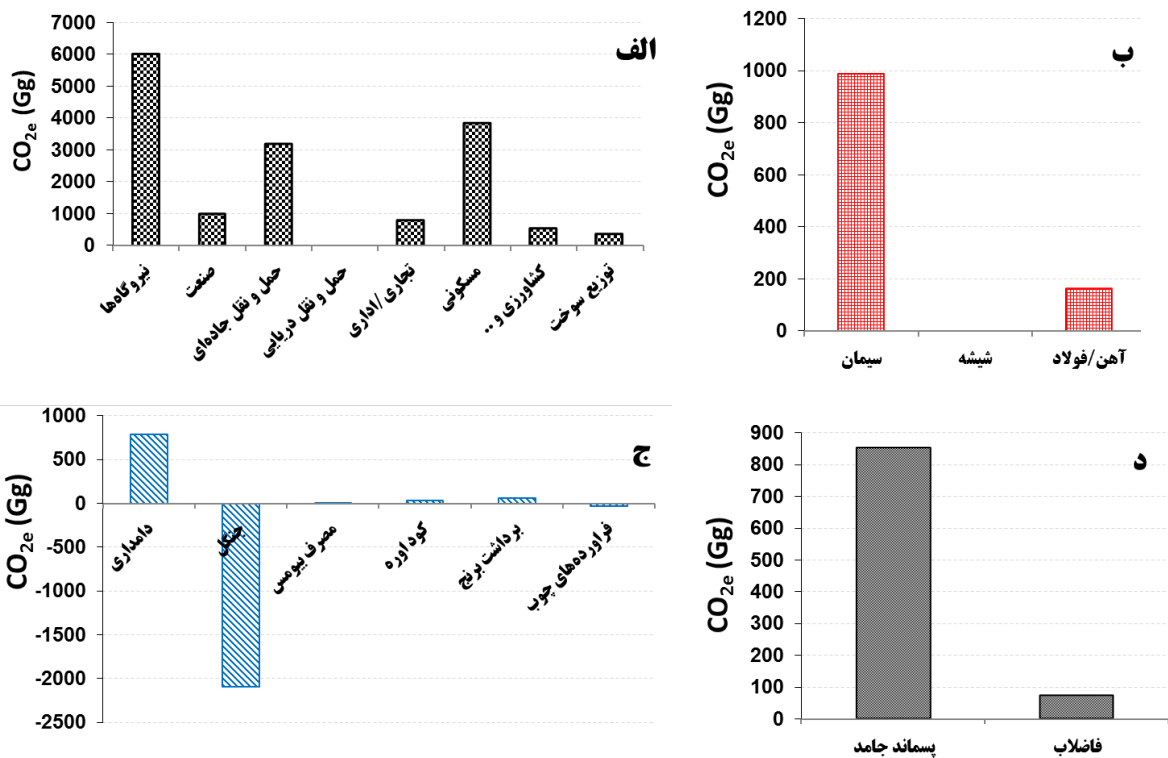 الف
CO2e (Gg)
7000
6000
5000
4000
3000
2000
1000
0
نیروگاه‌ها
صنعت
حمل و نقل جاده‌ای
حمل و نقل دریایی
تجاری /اداری
مسکونی
کشاورزی و ..
توزیع سوخت
ب
CO2e (Gg)
1200
1000
800
600
400
200
0
سیمان
شیشه
آهن/فولاد
ج
CO2e (Gg)
1000
500
0
-500
-1000
-1500
-2000
-2500
دامداری
جنگل
مصرف بیومس
کود اوره
برداشت برنج
فراورده‌های چوب
د
CO2e (Gg)
900
800
700
600
500
400
300
200
100
0
پسماند جامد
فاضلاب